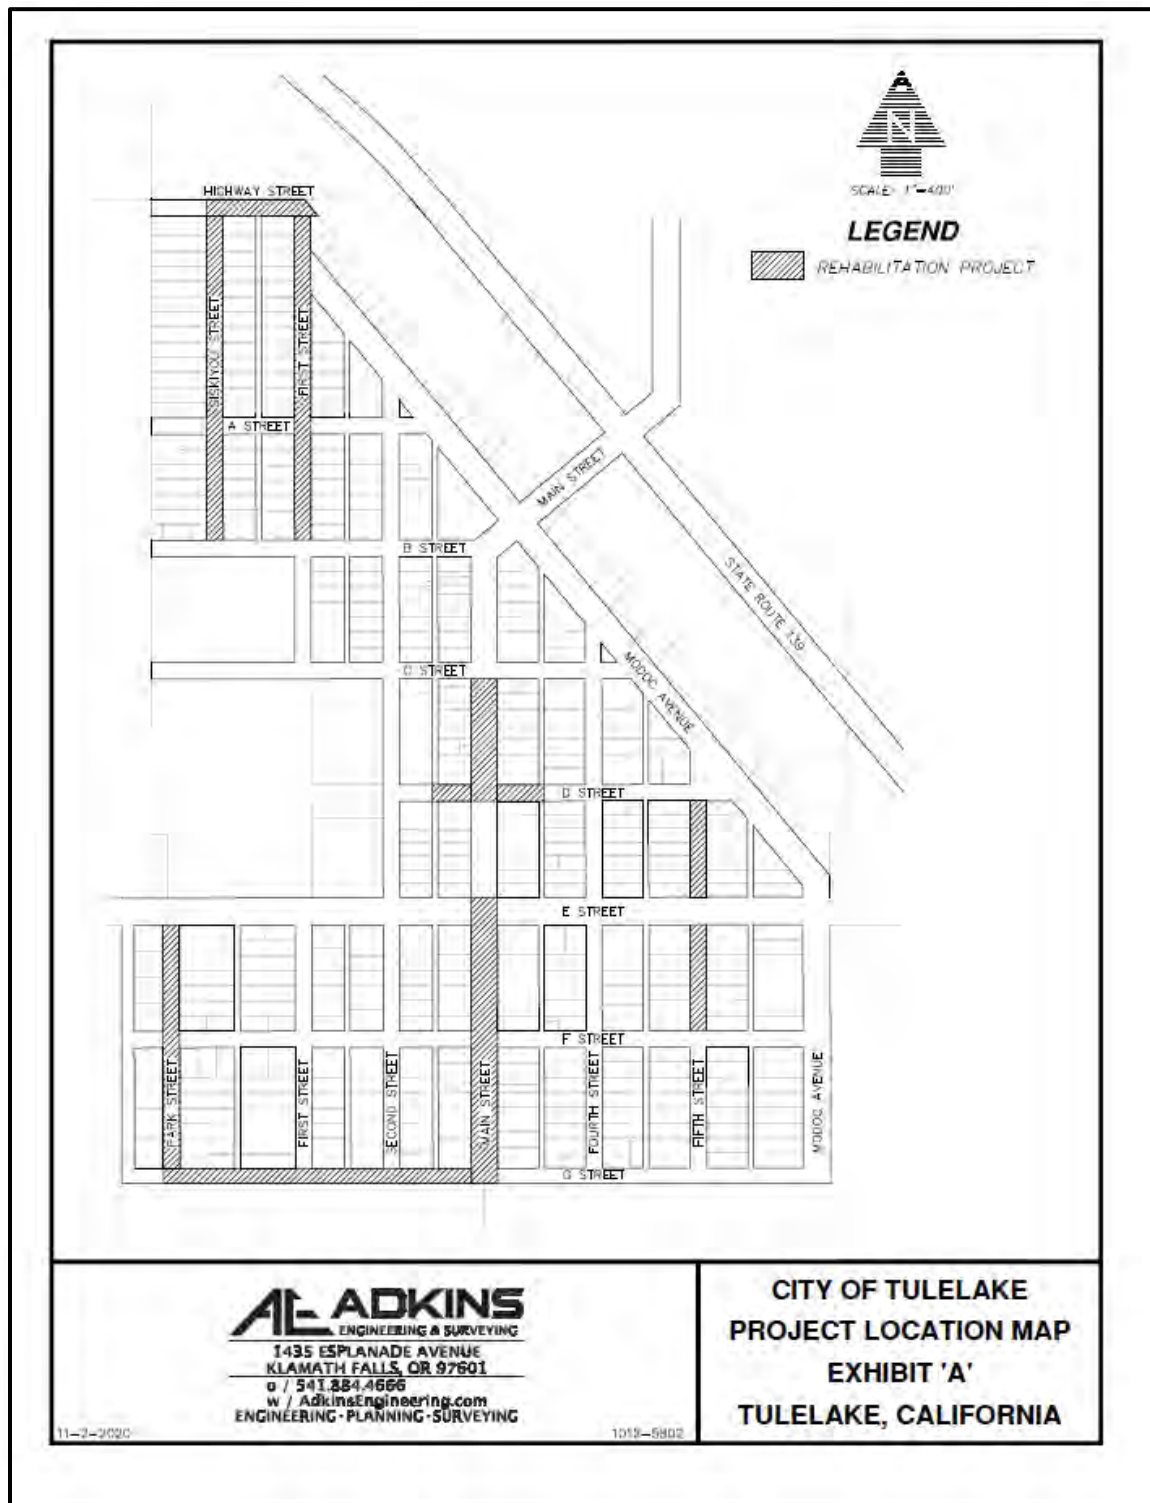 A
N
SCALE: 1"=400'
LEGEND
REHABILITATION PROJECT
HIGHWAY STREET
SISKIYOU STREET
FIRST STREET
A STREET
MAIN STREET
B STREET
STATE ROUTE 139
C STREET
MODOC AVENUE
D STREET
E STREET
F STREET
PARK STREET
FIRST STREET
SECOND STREET
MAIN STREET
FOURTH STREET
FIFTH STREET
MODOC AVENUE
G STREET
AE ADKINS
ENGINEERING & SURVEYING
1435 ESPLANADE AVENUE
KLAMATH FALLS, OR 97601
o / 541.884.4666
w / AdkinsEngineering.com
ENGINEERING · PLANNING · SURVEYING
11-2-2020
1012-5802
CITY OF TULELAKE
PROJECT LOCATION MAP
EXHIBIT 'A'
TULELAKE, CALIFORNIA